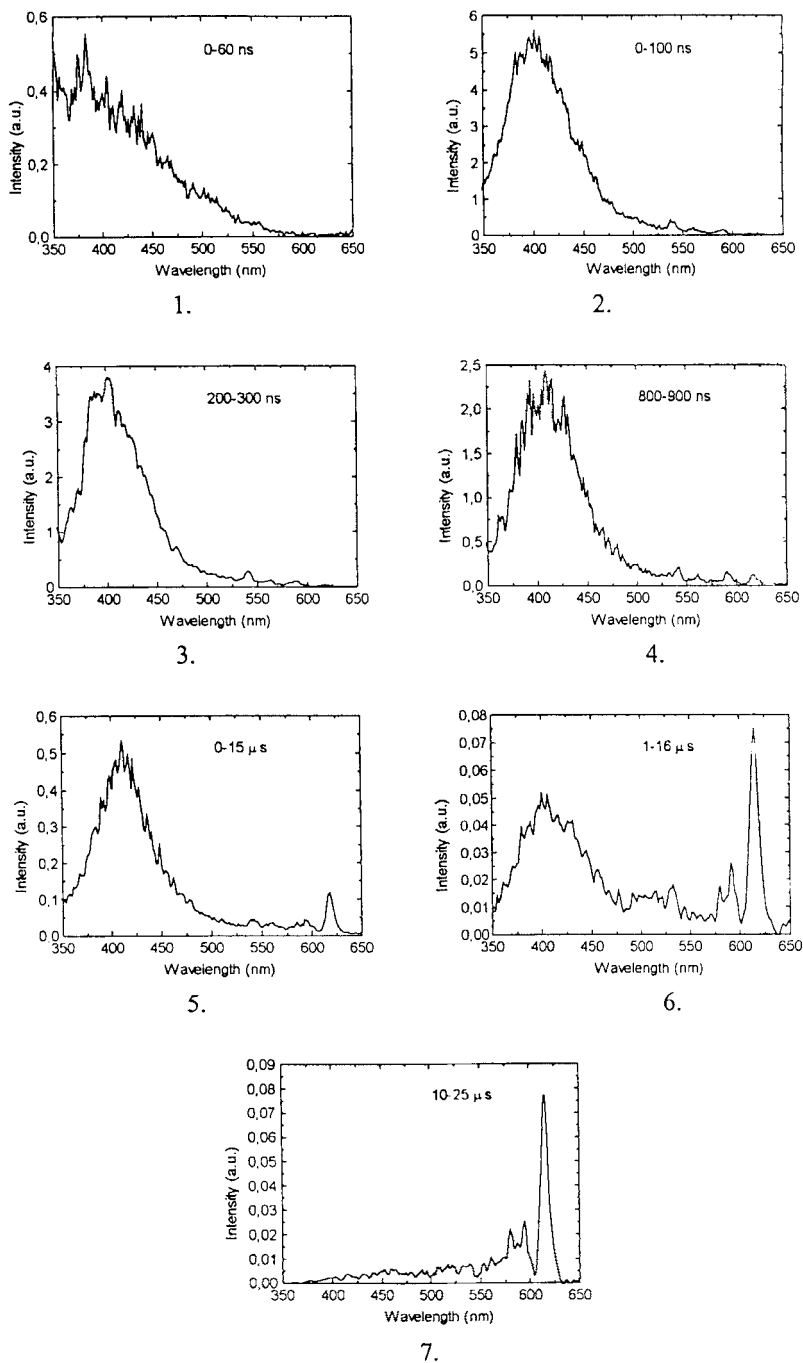 0-60 ns
0,6
0,4
0,2
0,0
Intensity (a.u.)
350 400 450 500 550 600 650
Wavelength (nm)
1.
0-100 ns
6
5
4
3
2
1
0
Intensity (a.u.)
350 400 450 500 550 600 650
Wavelength (nm)
2.
200-300 ns
4
3
2
1
0
Intensity (a.u.)
350 400 450 500 550 600 650
Wavelength (nm)
3.
800-900 ns
2,5
2,0
1,5
1,0
0,5
0,0
Intensity (a.u.)
350 400 450 500 550 600 650
Wavelength (nm)
4.
0-15 μs
0,6
0,5
0,4
0,3
0,2
0,1
0,0
Intensity (a.u.)
350 400 450 500 550 600 650
Wavelength (nm)
5.
1-16 μs
0,08
0,07
0,06
0,05
0,04
0,03
0,02
0,01
0,00
Intensity (a.u.)
350 400 450 500 550 600 650
Wavelength (nm)
6.
10-25 μs
0,09
0,08
0,07
0,06
0,05
0,04
0,03
0,02
0,01
0,00
Intensity (a.u.)
350 400 450 500 550 600 650
Wavelength (nm)
7.